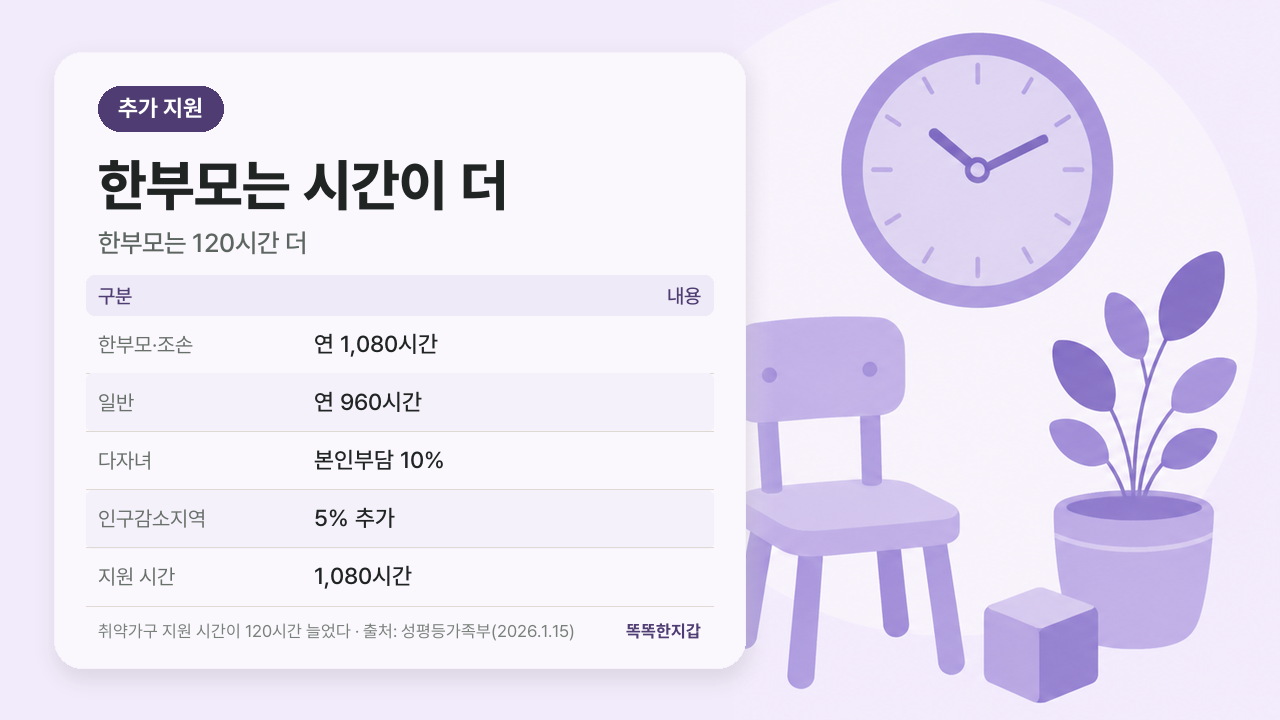 추가 지원
한부모는 시간이 더
한부모는 120시간 더
구분 내용
한부모·조손 연 1,080시간
일반 연 960시간
다자녀 본인부담 10%
인구감소지역 5% 추가
지원 시간 1,080시간
취약가구 지원 시간이 120시간 늘었다 · 출처: 성평등가족부(2026.1.15) 똑똑한지갑